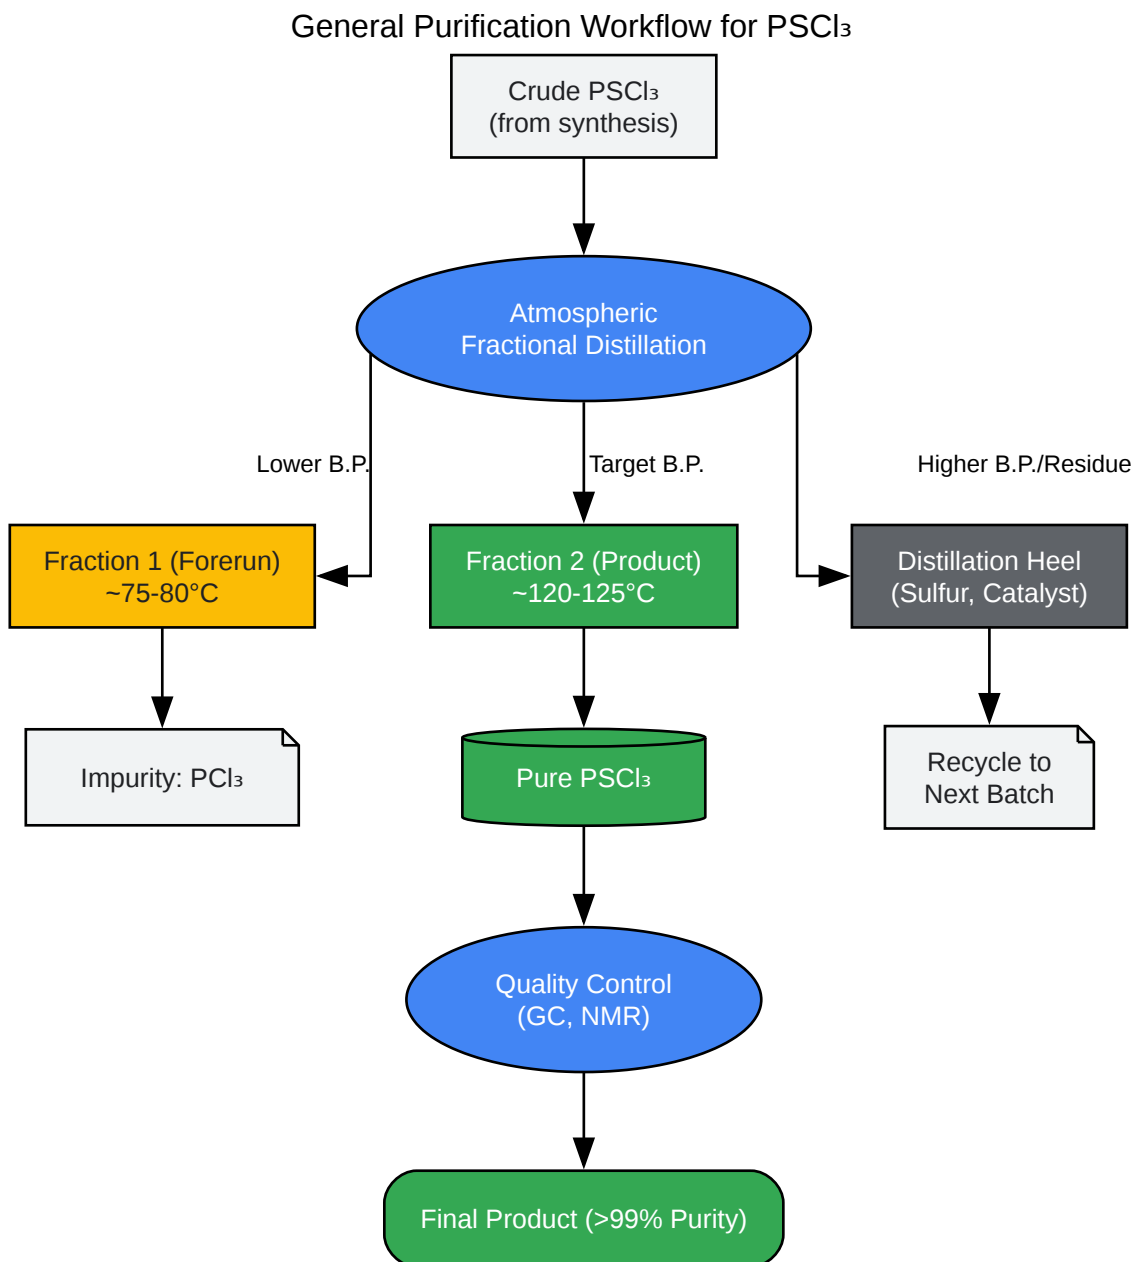 General Purification Workflow for PSCl₃
Crude PSCl₃
(from synthesis)
Atmospheric
Fractional Distillation
Lower B.P.
Target B.P.
Higher B.P./Residue
Fraction 1 (Forerun)
~75-80°C
Fraction 2 (Product)
~120-125°C
Distillation Heel
(Sulfur, Catalyst)
Impurity: PCl₃
Pure PSCl₃
Recycle to
Next Batch
Quality Control
(GC, NMR)
Final Product (>99% Purity)